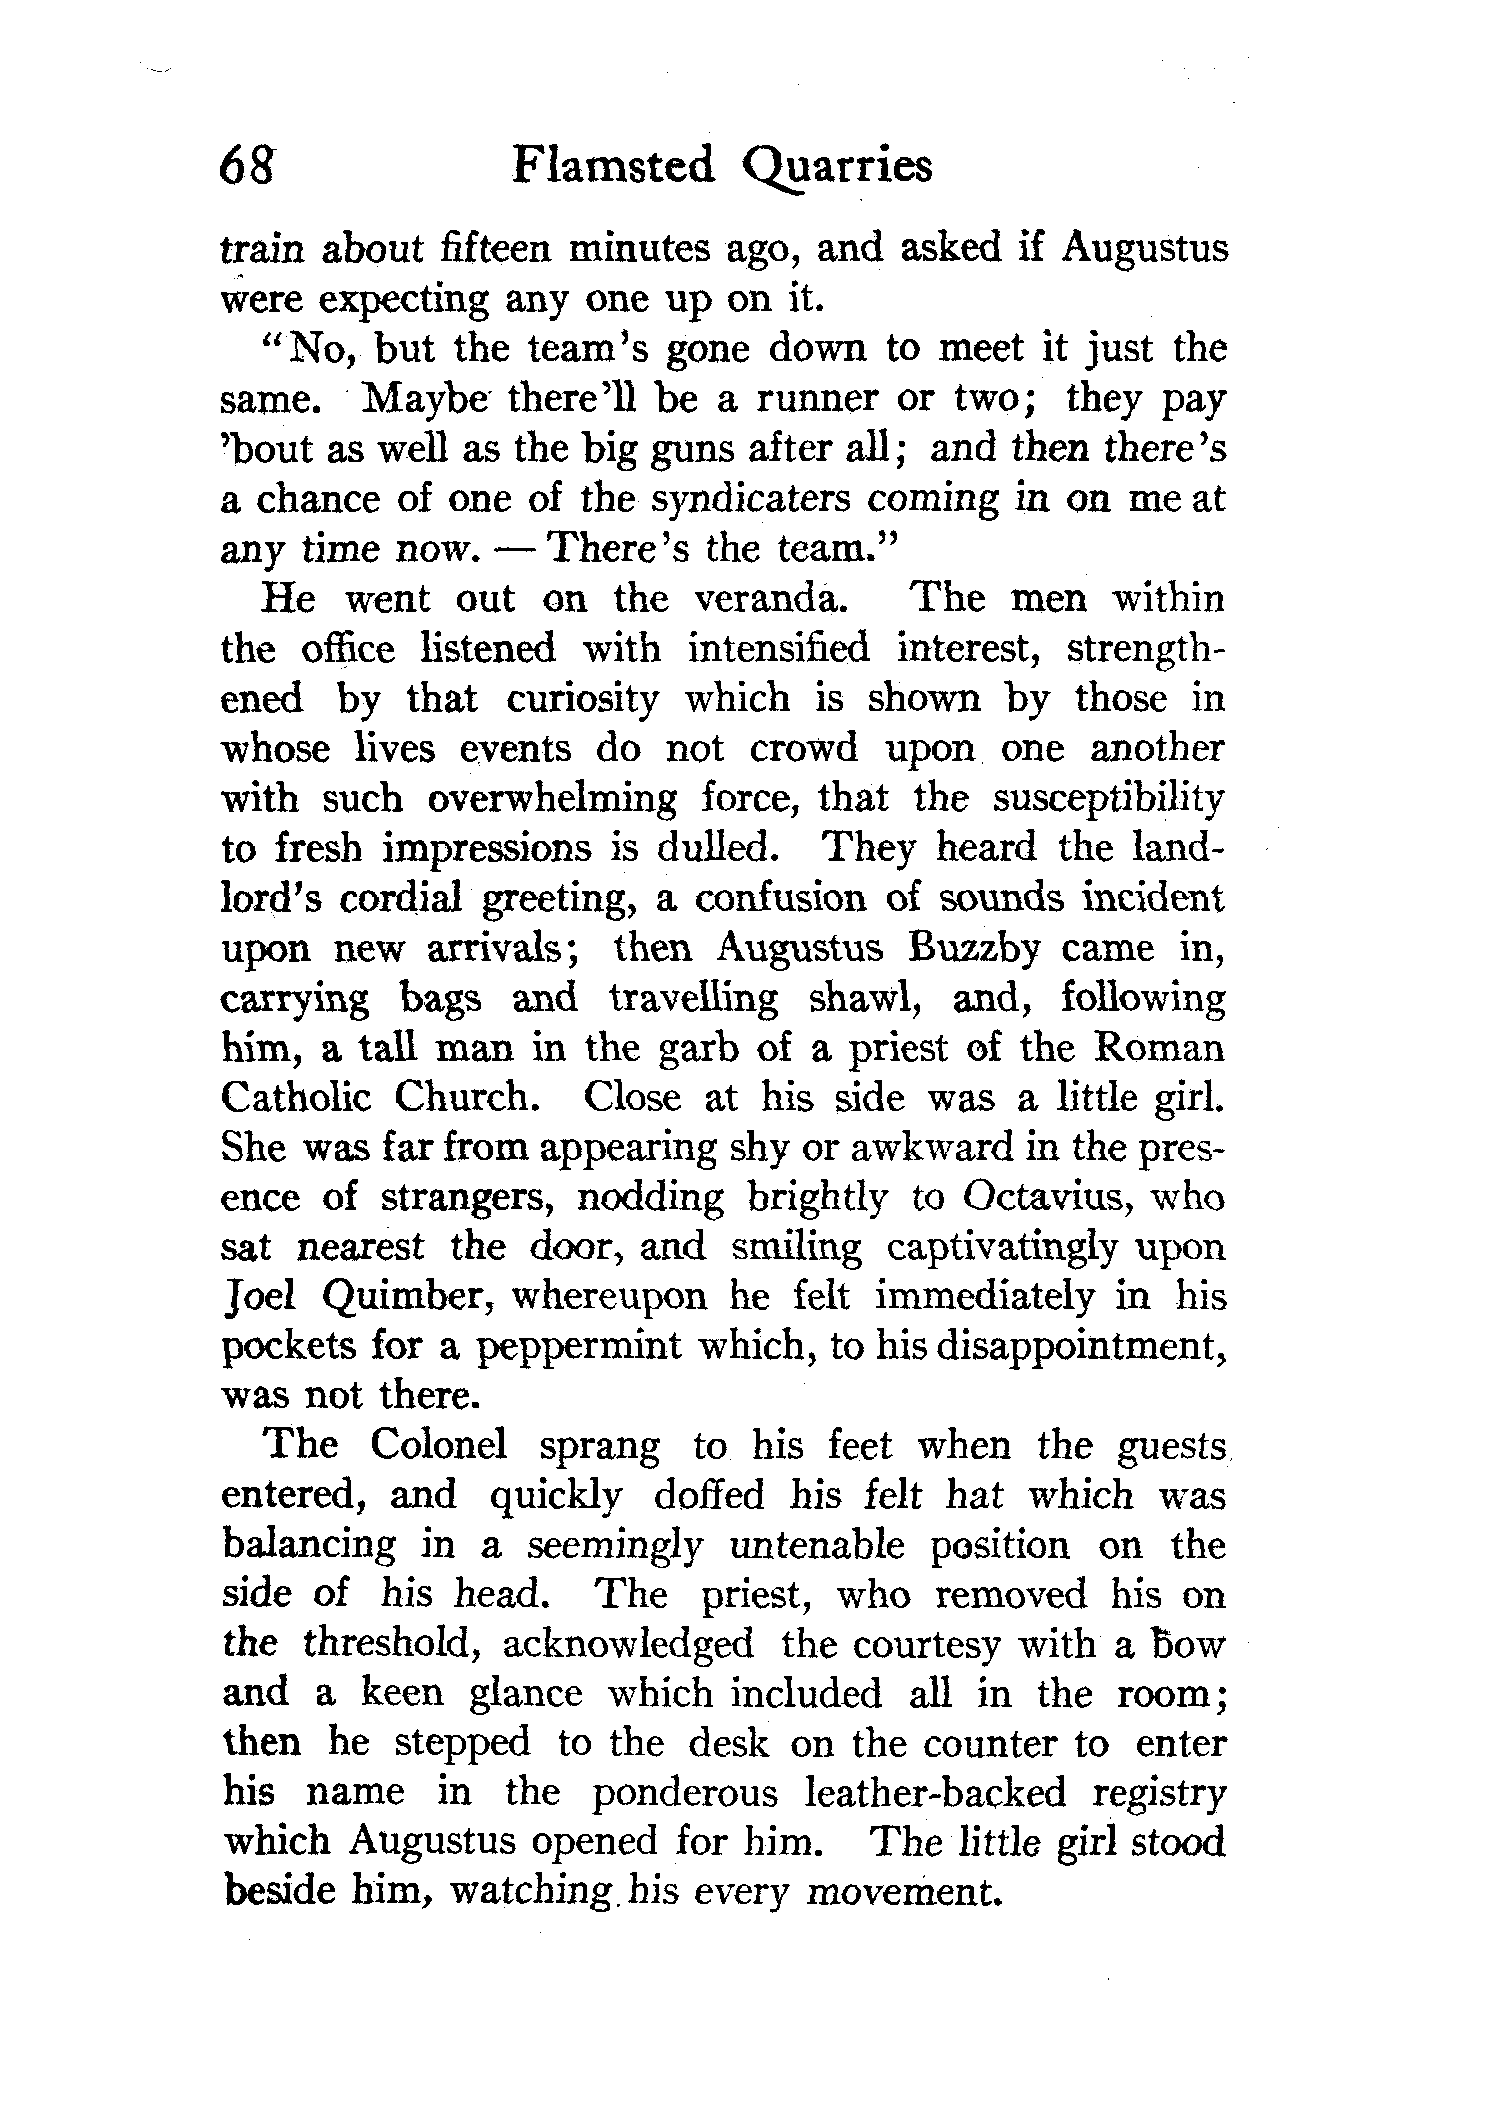 68 Flamsted Quarries
train about fifteen minutes ago, and asked if Augustus
were expecting any one up on it.
"No, but the team's gone down to meet it just the
same. Maybe there'll be a runner or two; they pay
'bout as well as the big guns after all; and then there's
a chance of one of the syndicaters coming in on me at
any time now. — There's the team."
He went out on the veranda. The men within
the office listened with intensified interest, strength-
ened by that curiosity which is shown by those in
whose lives events do not crowd upon one another
with such overwhelming force, that the susceptibility
to fresh impressions is dulled. They heard the land-
lord's cordial greeting, a confusion of sounds incident
upon new arrivals; then Augustus Buzzby came in,
carrying bags and travelling shawl, and, following
him, a tall man in the garb of a priest of the Roman
Catholic Church. Close at his side was a little girl.
She was far from appearing shy or awkward in the pres-
ence of strangers, nodding brightly to Octavius, who
sat nearest the door, and smiling captivatingly upon
Joel Quimber, whereupon he felt immediately in his
pockets for a peppermint which, to his disappointment,
was not there.
The Colonel sprang to his feet when the guests
entered, and quickly doffed his felt hat which was
balancing in a seemingly untenable position on the
side of his head. The priest, who removed his on
the threshold, acknowledged the courtesy with a bow
and a keen glance which included all in the room;
then he stepped to the desk on the counter to enter
his name in the ponderous leather-backed registry
which Augustus opened for him. The little girl stood
beside him, watching his every movement.